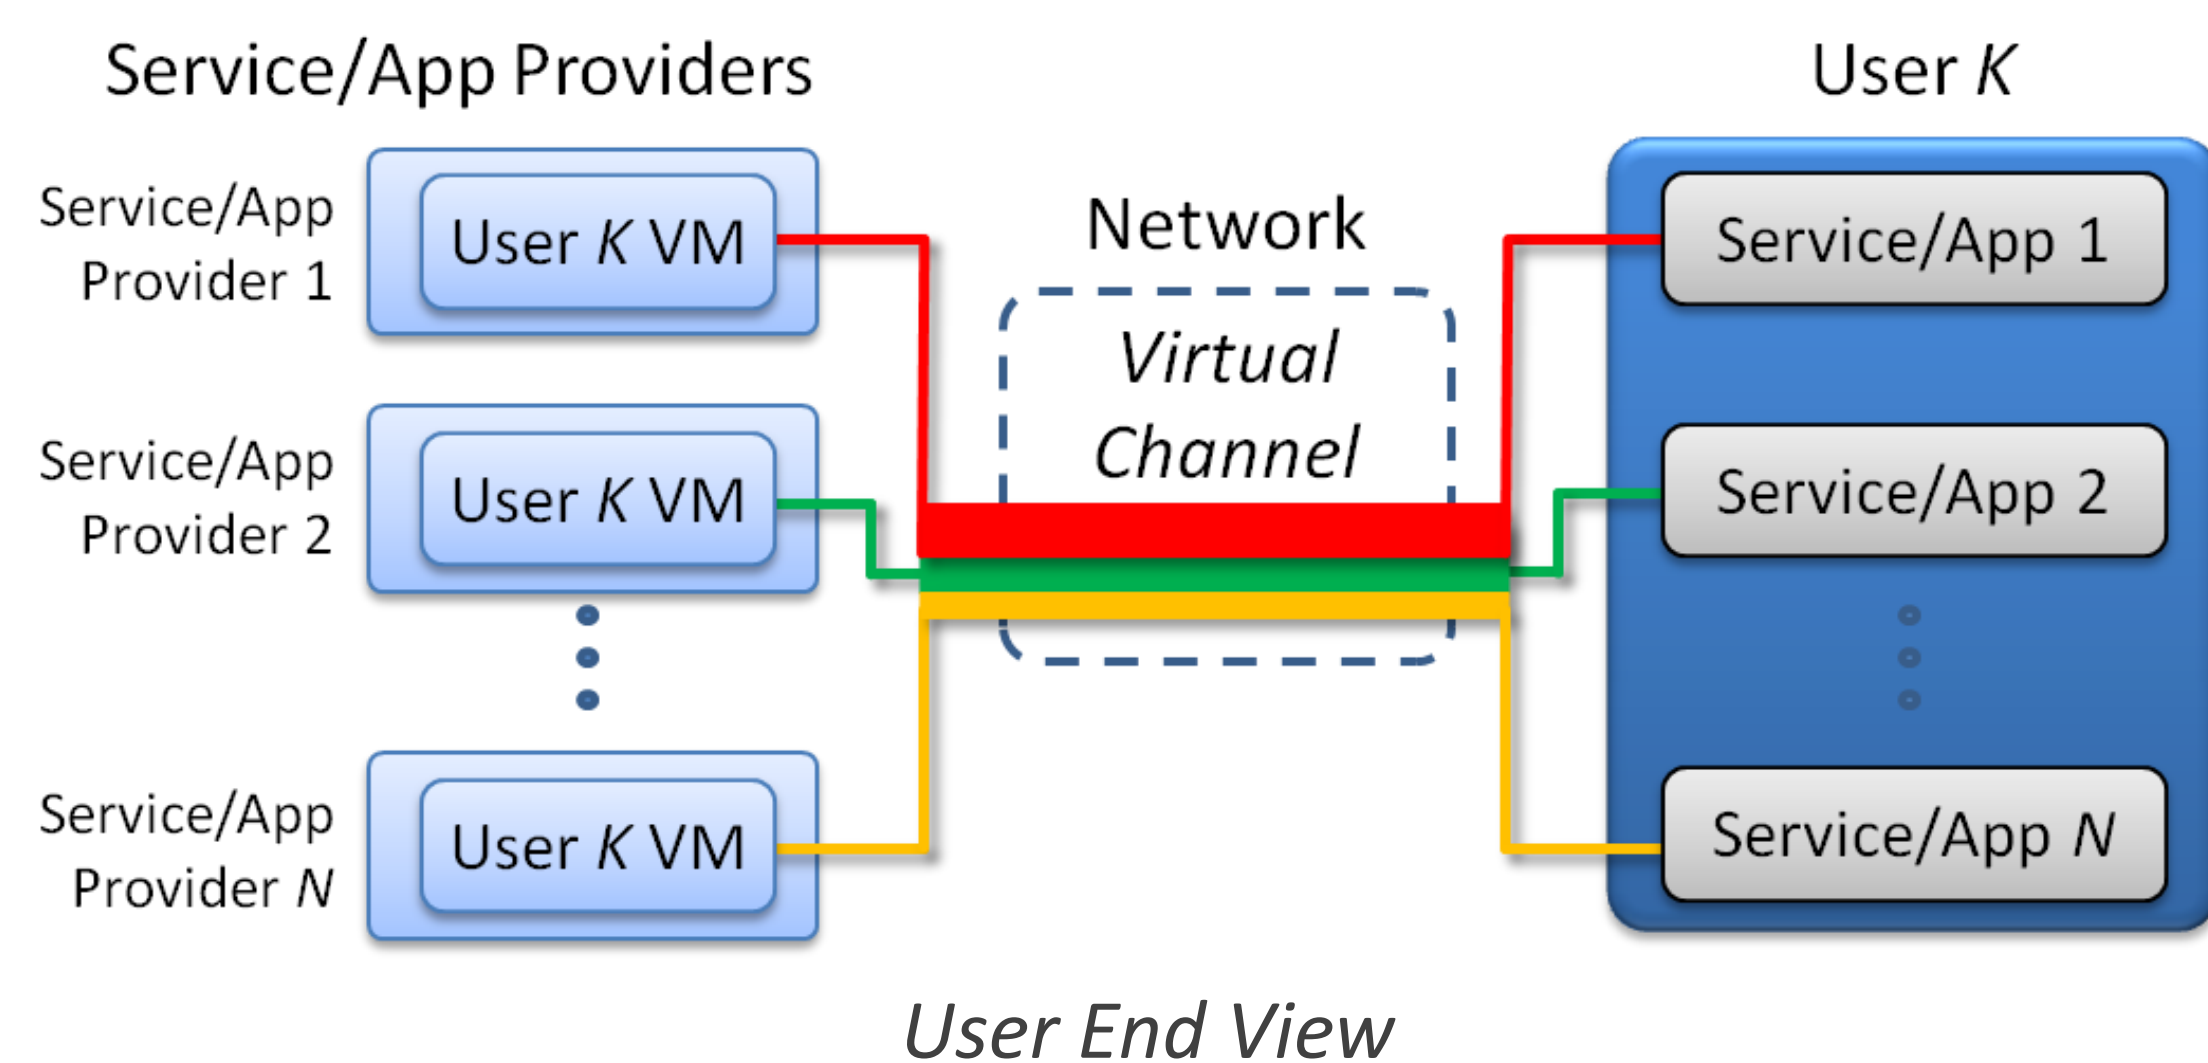 Service/App Providers
User K
Service/App
Provider 1
User K VM
Network
Service/App 1
Virtual
Channel
Service/App
Provider 2
User K VM
Service/App 2
Service/App
Provider N
User K VM
Service/App N
User End View